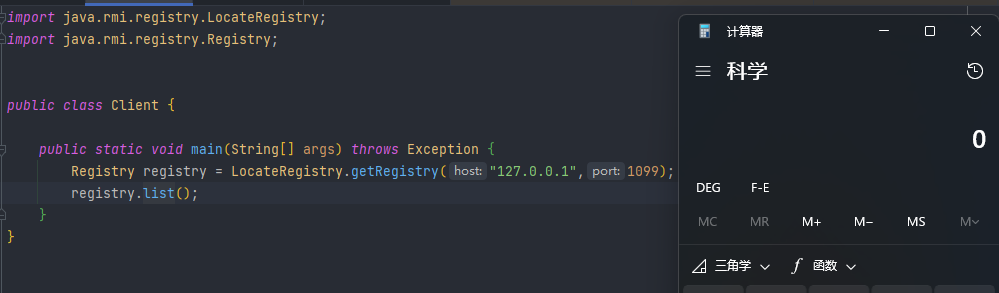 import java.rmi.registry.LocateRegistry;
import java.rmi.registry.Registry;
public class Client {
public static void main(String[] args) throws Exception {
Registry registry = LocateRegistry.getRegistry( host: "127.0.0.1", port: 1099);
registry.list();
}
}
计算器
科学
0
DEG F-E
MC MR M+ M− MS M˅
三角学 f 函数